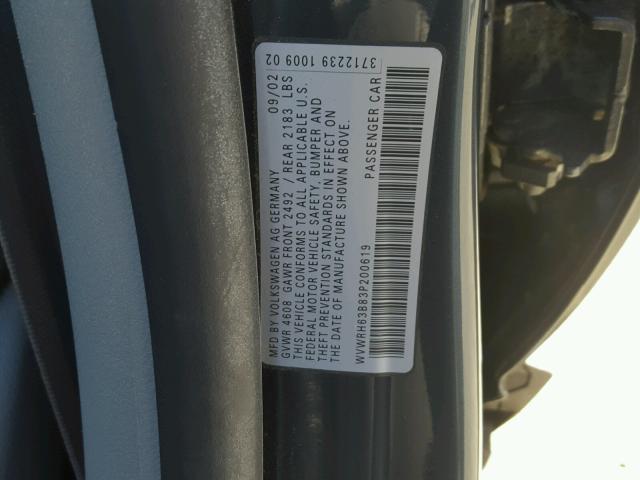 3712239 1009 02
MFD BY VOLKSWAGEN AG GERMANY 09/02
GVWR 4608 GAWR FRONT 2492 / REAR 2183 LBS
THIS VEHICLE CONFORMS TO ALL APPLICABLE U.S.
FEDERAL MOTOR VEHICLE SAFETY, BUMPER AND
THEFT PREVENTION STANDARDS IN EFFECT ON
THE DATE OF MANUFACTURE SHOWN ABOVE.
WVWRH63B83P200619 PASSENGER CAR